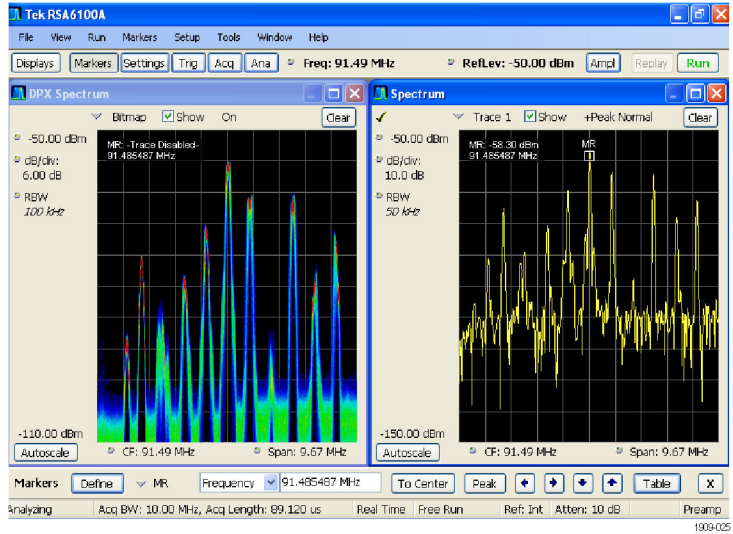 Tek RSA6100A
File View Run Markers Setup Tools Window Help
Displays Markers Settings Trig Acq Ana Freq: 91.49 MHz RefLev: -50.00 dBm Ampl Replay Run
DPX Spectrum
Bitmap Show On Clear
-50.00 dBm
dB/div:
6.00 dB
RBW
100 kHz
MR: -Trace Disabled-
91.485487 MHz
-110.00 dBm
Autoscale CF: 91.49 MHz Span: 9.67 MHz
Spectrum
Trace 1 Show +Peak Normal Clear
-50.00 dBm
dB/div:
10.0 dB
RBW
50 kHz
MR: -58.30 dBm
91.485487 MHz
MR
-150.00 dBm
Autoscale CF: 91.49 MHz Span: 9.67 MHz
Markers Define MR Frequency 91.485487 MHz To Center Peak Table X
Analyzing Acq BW: 10.00 MHz, Acq Length: 89.120 us Real Time Free Run Ref: Int Atten: 10 dB Preamp
1909-025